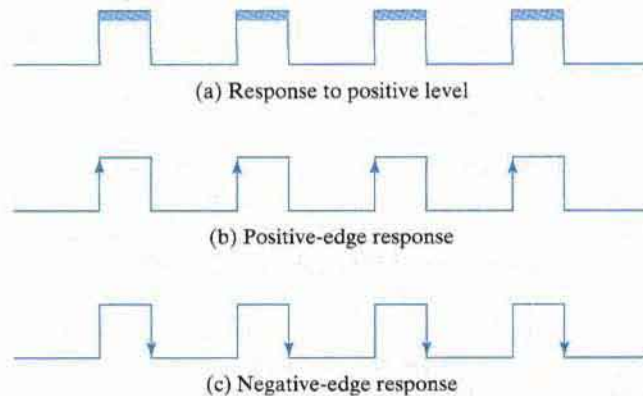 (a) Response to positive level
(b) Positive-edge response
(c) Negative-edge response